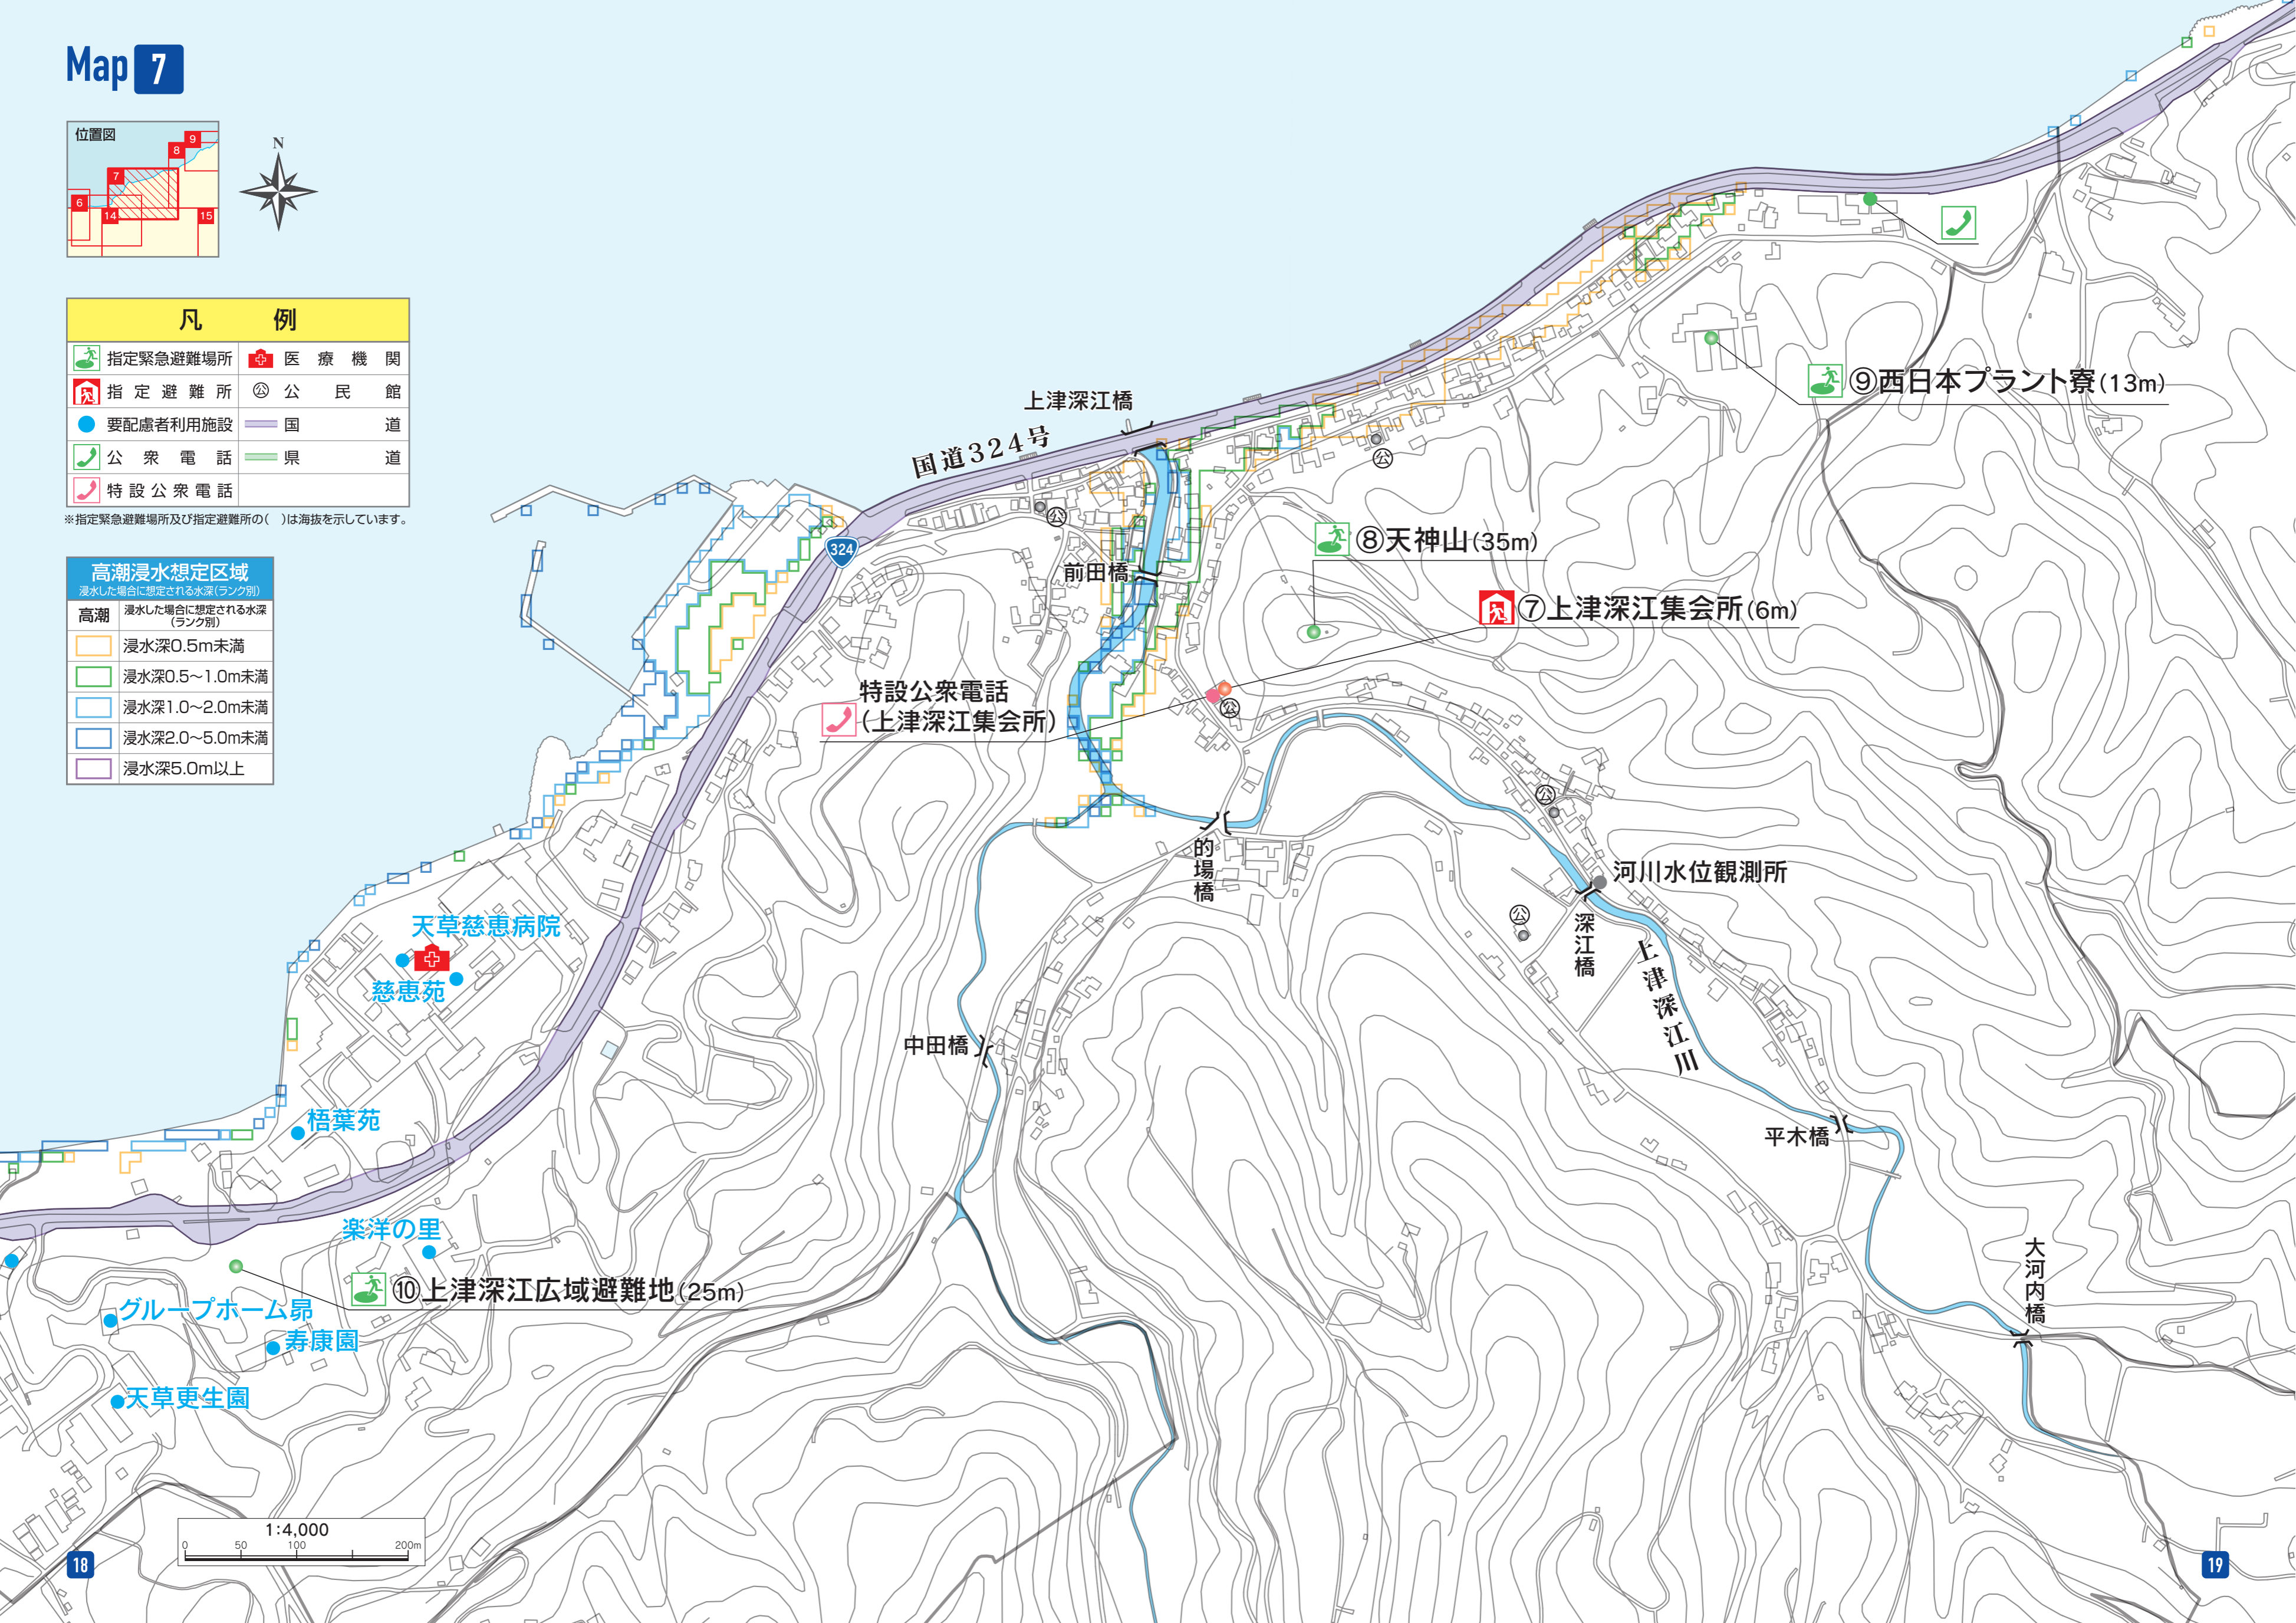 Map 7
位置図
9
8
7
6
14
15
N
凡 例
指定緊急避難場所
医療機関
指定避難所
公 公民館
要配慮者利用施設
国道
公衆電話
県道
特設公衆電話
※指定緊急避難場所及び指定避難所の( )は海抜を示しています。
高潮浸水想定区域
浸水した場合に想定される水深(ランク別)
高潮
浸水した場合に想定される水深
(ランク別)
浸水深0.5m未満
浸水深0.5〜1.0m未満
浸水深1.0〜2.0m未満
浸水深2.0〜5.0m未満
浸水深5.0m以上
⑨西日本プラント寮(13m)
上津深江橋
国道324号
公
公
324
前田橋
⑧天神山(35m)
⑦上津深江集会所(6m)
特設公衆電話
(上津深江集会所)
公
公
的場橋
河川水位観測所
公
深江橋
上津深江川
天草慈恵病院
慈恵苑
中田橋
梧葉苑
平木橋
楽洋の里
⑩上津深江広域避難地(25m)
大河内橋
グループホーム昴
寿康園
天草更生園
1:4,000
0 50 100 200m
18
19